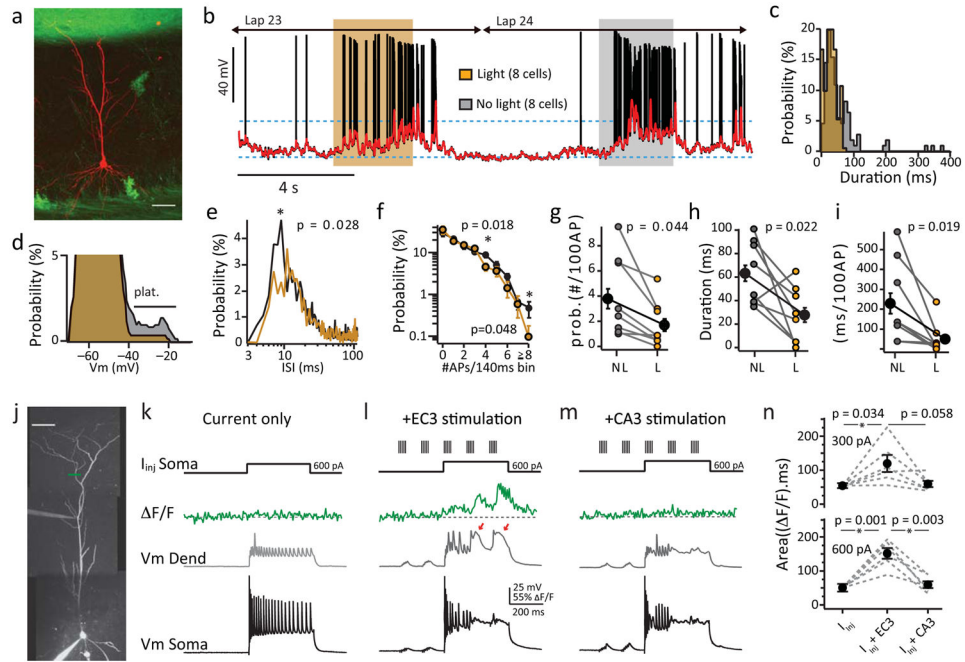 a
b
Lap 23
Lap 24
40 mV
Light (8 cells)
No light (8 cells)
4 s
c
Probability (%)
20
15
10
5
0
0 100 200 300 400
Duration (ms)
d
Probability (%)
5
0
plat.
-60 -40 -20
Vm (mV)
e
Probability (%)
4
3
2
1
0
*
p = 0.028
3 10 100
ISI (ms)
f
Probability (%)
10
1.0
0.1
p = 0.018
*
*
p=0.048
0 2 4 6 ≥8
#APs/140ms bin
g
prob.(#/100AP)
8
6
4
2
0
p = 0.044
NL L
h
Duration (ms)
100
80
60
40
20
0
p = 0.022
NL L
i
(ms/100AP)
500
400
300
200
100
0
p = 0.019
NL L
j
k
Current only
Iinj Soma
600 pA
ΔF/F
Vm Dend
Vm Soma
l
+EC3 stimulation
600 pA
25 mV
55% ΔF/F
200 ms
m
+CA3 stimulation
600 pA
n
p = 0.034
p = 0.058
*
200
300 pA
100
0
p = 0.001
p = 0.003
*
*
200
600 pA
100
0
Area((ΔF/F).ms)
IInj
IInj+ EC3
IInj+ CA3